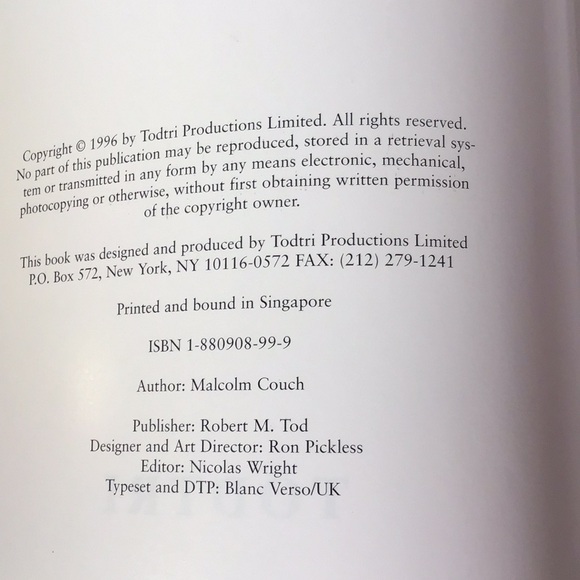 Copyright © 1996 by Todtri Productions Limited. All rights reserved.
No part of this publication may be reproduced, stored in a retrieval sys-
tem or transmitted in any form by any means electronic, mechanical,
photocopying or otherwise, without first obtaining written permission
of the copyright owner.
This book was designed and produced by Todtri Productions Limited
P.O. Box 572, New York, NY 10116-0572 FAX: (212) 279-1241
Printed and bound in Singapore
ISBN 1-880908-99-9
Author: Malcolm Couch
Publisher: Robert M. Tod
Designer and Art Director: Ron Pickless
Editor: Nicolas Wright
Typeset and DTP: Blanc Verso/UK